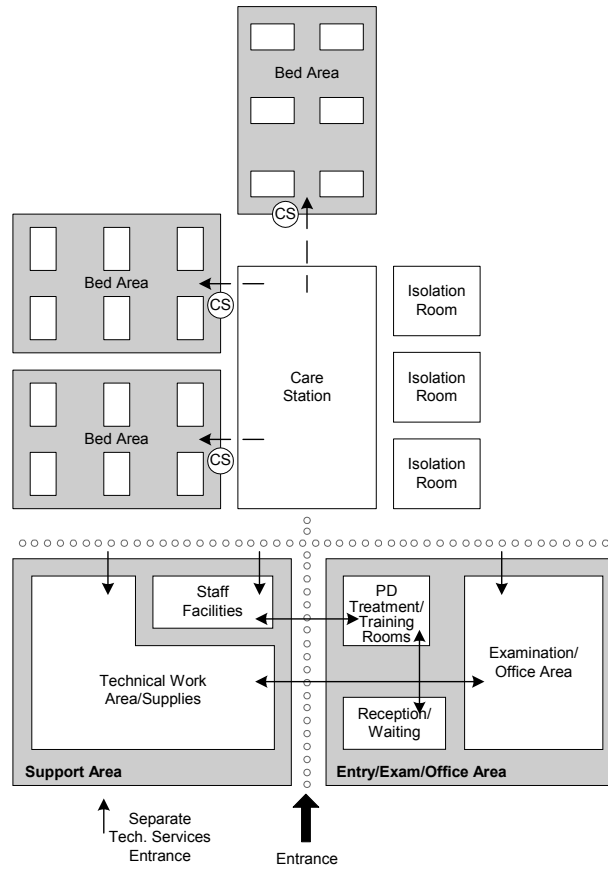 Bed Area
CS
Bed Area
CS
Isolation
Room
Care
Station
Isolation
Room
Bed Area
CS
Isolation
Room
Staff
Facilities
PD
Treatment/
Training
Rooms
Examination/
Office Area
Technical Work
Area/Supplies
Reception/
Waiting
Support Area
Entry/Exam/Office Area
Separate
Tech. Services
Entrance
Entrance